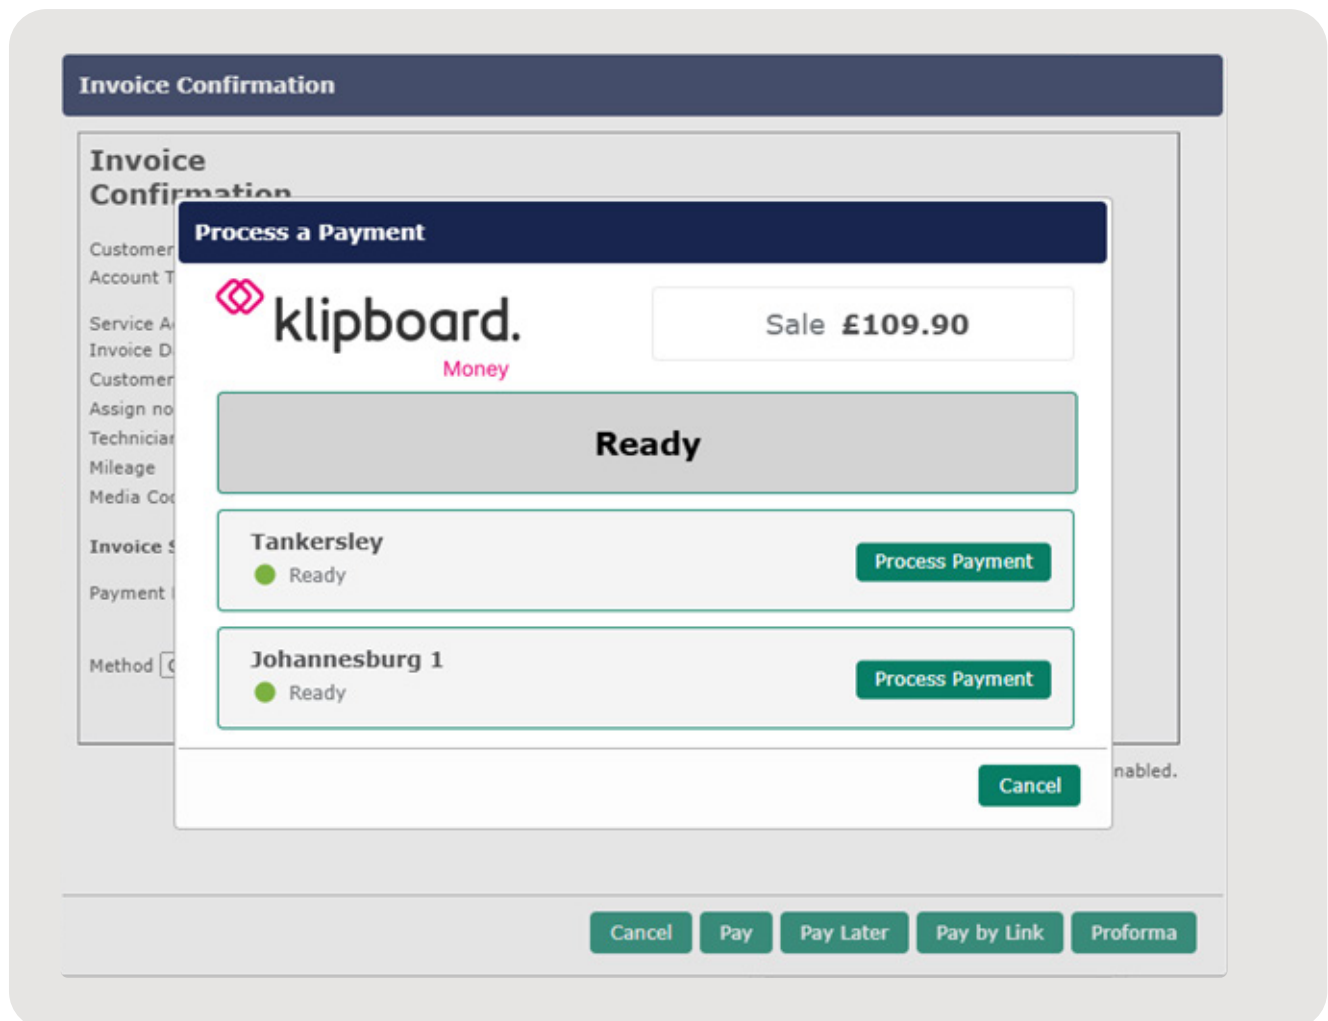 Invoice Confirmation
Invoice
Confirmation
Process a Payment
Customer
Account T
klipboard.
Money
Sale £109.90
Service A
Invoice D
Customer
Assign no
Technician
Mileage
Media Coo
Ready
Invoice S
Tankersley
Ready
Process Payment
Payment
Johannesburg 1
Ready
Process Payment
Method
Cancel
nabled.
Cancel
Pay
Pay Later
Pay by Link
Proforma